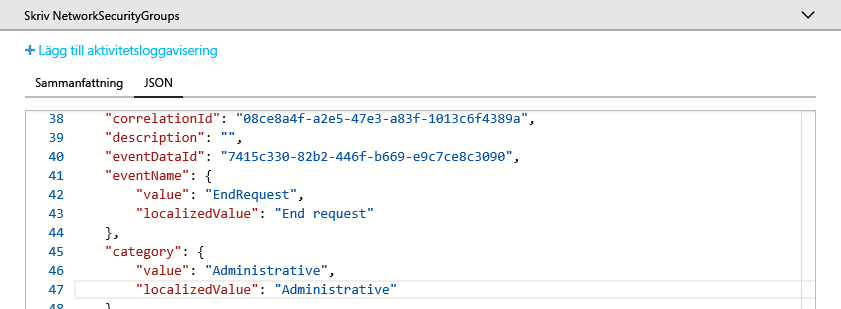 Skriv NetworkSecurityGroups
+ Lägg till aktivitetsloggavisering
Sammanfattning JSON
38 "correlationId": "08ce8a4f-a2e5-47e3-a83f-1013c6f4389a",
39 "description": "",
40 "eventDataId": "7415c330-82b2-446f-b669-e9c7ce8c3090",
41 "eventName": {
42 "value": "EndRequest",
43 "localizedValue": "End request"
44 },
45 "category": {
46 "value": "Administrative",
47 "localizedValue": "Administrative"
48 }